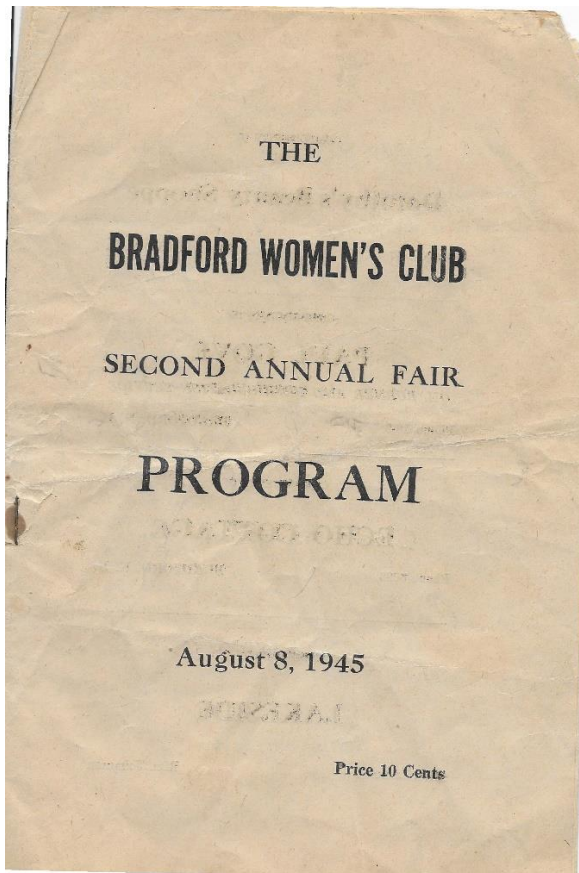 THE
BRADFORD WOMEN'S CLUB
SECOND ANNUAL FAIR
PROGRAM
August 8, 1945
Price 10 Cents